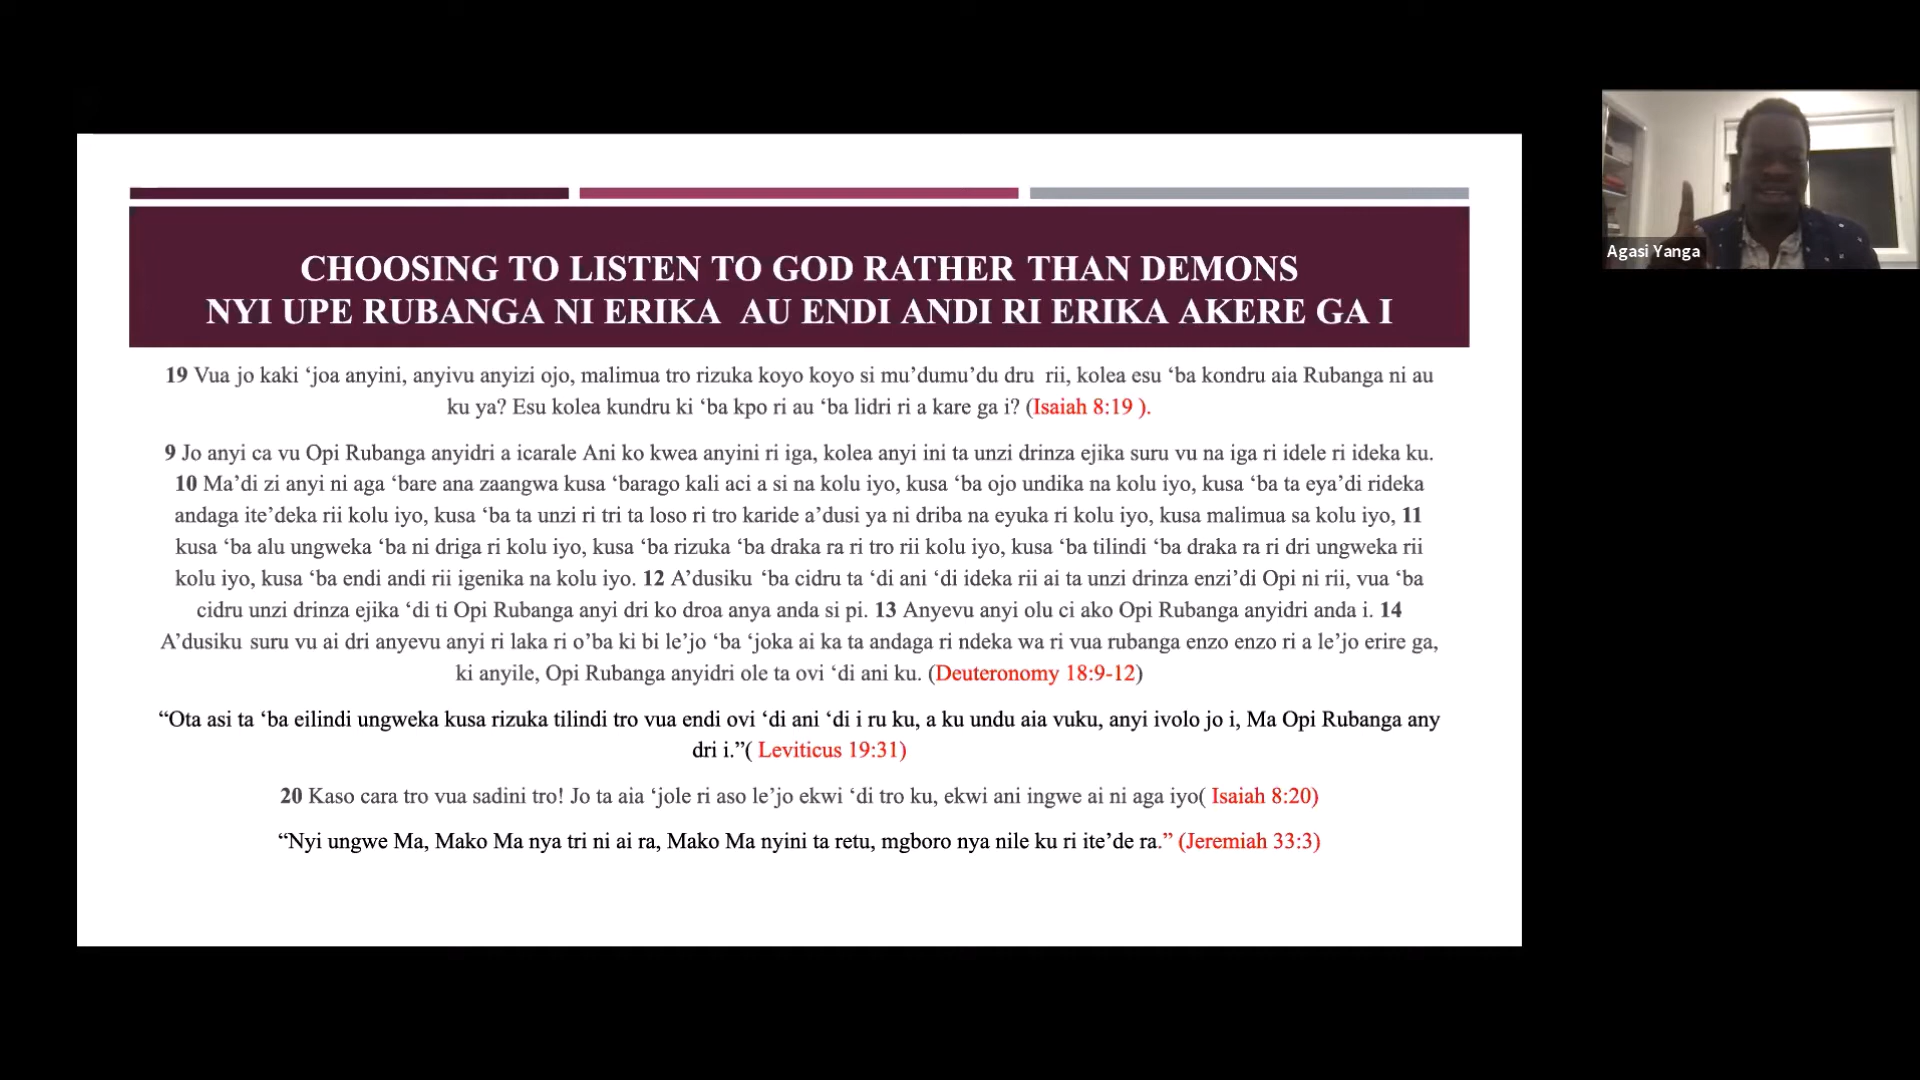 CHOOSING TO LISTEN TO GOD RATHER THAN DEMONS
NYI UPE RUBANGA NI ERIKA AU ENDI ANDI RI ERIKA AKERE GA I
19 Vua jo kaki ‘joa anyini, anyivu anyizi ojo, malimua tro rizuka koyo koyo si mu’dumu’du dru rii, kolea esu ‘ba kondru aia Rubanga ni au
ku ya? Esu kolea kundru ki ‘ba kpo ri au ‘ba lidri ri a kare ga i? (Isaiah 8:19 ).
9 Jo anyi ca vu Opi Rubanga anyidri a icarale Ani ko kwea anyini ri iga, kolea anyi ini ta unzi drinza ejika suru vu na iga ri idele ri ideka ku.
10 Ma’di zi anyi ni aga ‘bare ana zaangwa kusa ‘barago kali aci a si na kolu iyo, kusa ‘ba ojo undika na kolu iyo, kusa ‘ba ta eya’di rideka
andaga ite’deka rii kolu iyo, kusa ‘ba ta unzi ri tri ta loso ri tro karide a’dusi ya ni driba na eyuka ri kolu iyo, kusa malimua sa kolu iyo, 11
kusa ‘ba alu ungweka ‘ba ni driga ri kolu iyo, kusa ‘ba rizuka ‘ba draka ra ri tro rii kolu iyo, kusa ‘ba tilindi ‘ba draka ra ri dri ungweka rii
kolu iyo, kusa ‘ba endi andi rii igenika na kolu iyo. 12 A’dusiku ‘ba cidru ta ‘di ani ‘di ideka rii ai ta unzi drinza enzi’di Opi ni rii, vua ‘ba
cidru unzi drinza ejika ‘di ti Opi Rubanga anyi dri ko droa anya anda si pi. 13 Anyevu anyi olu ci ako Opi Rubanga anyidri anda i. 14
A’dusiku suru vu ai dri anyevu anyi ri laka ri o’ba ki bi le’jo ‘ba ‘joka ai ka ta andaga ri ndeka wa ri vua rubanga enzo enzo ri a le’jo erire ga,
ki anyile, Opi Rubanga anyidri ole ta ovi ‘di ani ku. (Deuteronomy 18:9-12)
“Ota asi ta ‘ba eilindi ungweka kusa rizuka tilindi tro vua endi ovi ‘di ani ‘di i ru ku, a ku undu aia vuku, anyi ivolo jo i, Ma Opi Rubanga any
dri i.”( Leviticus 19:31)
20 Kaso cara tro vua sadini tro! Jo ta aia ‘jole ri aso le’jo ekwi ‘di tro ku, ekwi ani ingwe ai ni aga iyo( Isaiah 8:20)
“Nyi ungwe Ma, Mako Ma nya tri ni ai ra, Mako Ma nyini ta retu, mgboro nya nile ku ri ite’de ra.” (Jeremiah 33:3)
Agasi Yanga